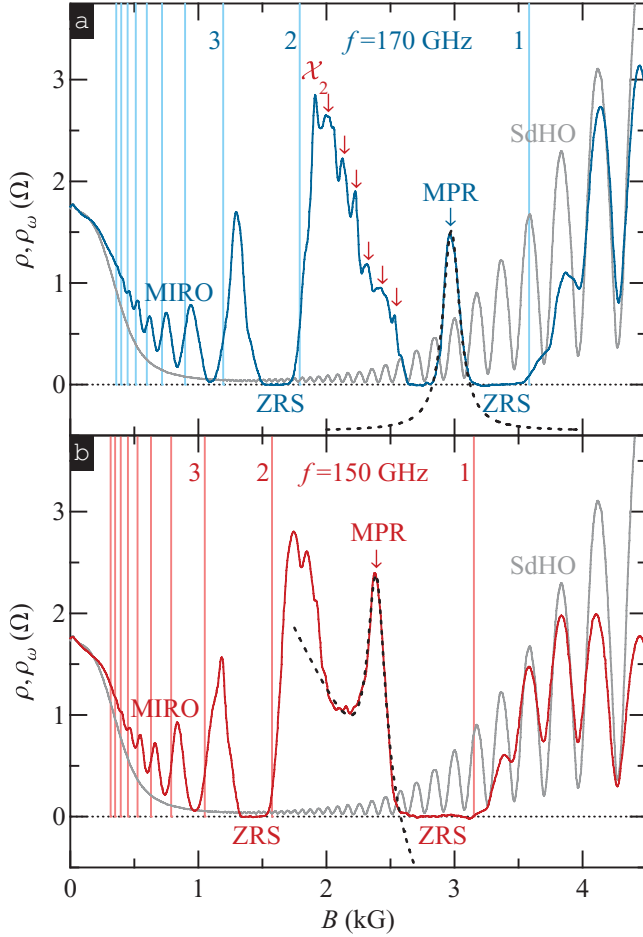 a
3 2 f=170 GHz 1
𝒳₂
SdHO
MPR
MIRO
ZRS ZRS
3
2
1
0
ρ, ρω (Ω)
b
3 2 f=150 GHz 1
MPR
SdHO
MIRO
ZRS ZRS
3
2
1
0
ρ, ρω (Ω)
0 1 2 3 4
B (kG)